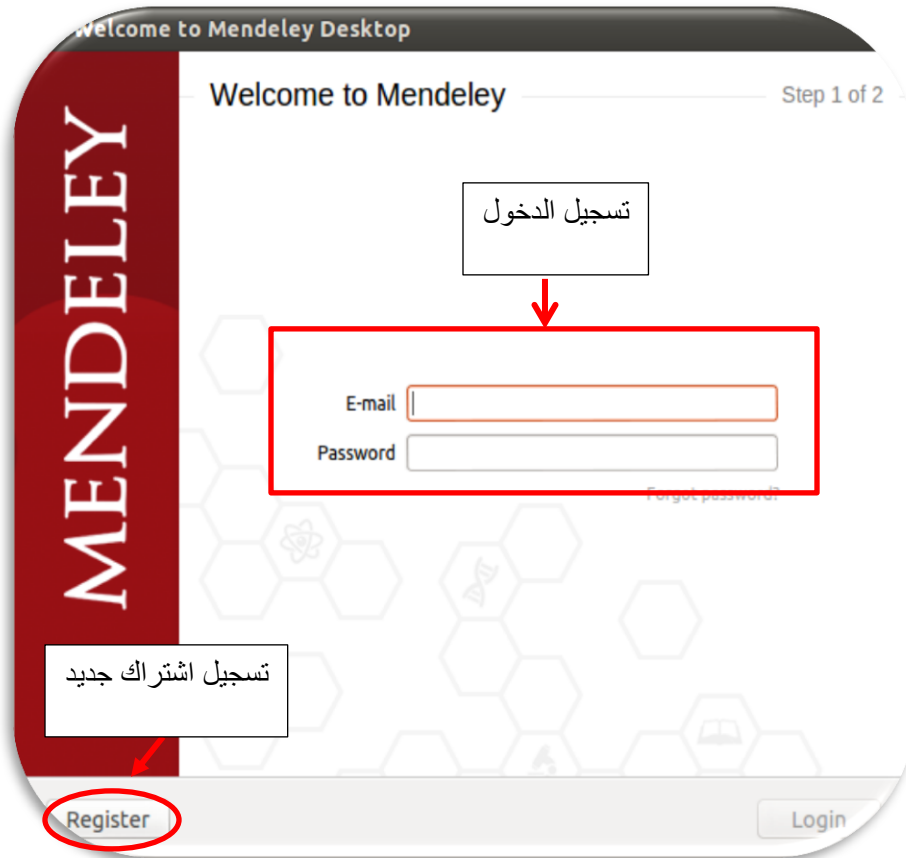 Welcome to Mendeley Desktop
Welcome to Mendeley
Step 1 of 2
MENDELEY
تسجيل الدخول
E-mail
Password
Forgot password?
تسجيل اشتراك جديد
Register
Login